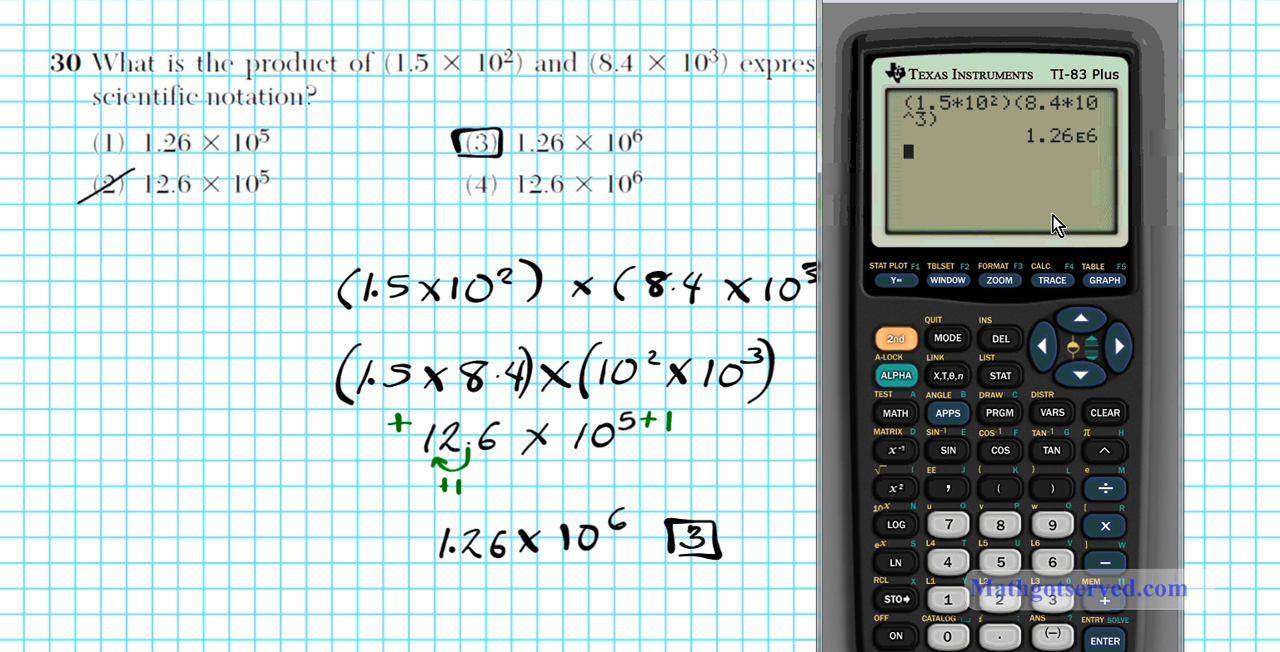 30 What is the product of (1.5 × 10²) and (8.4 × 10³) expres
scientific notation?
(1) 1.26 × 10⁵
(3) 1.26 × 10⁶
(2) 12.6 × 10⁵
(4) 12.6 × 10⁶
(1.5 × 10²) × (8.4 × 10³
(1.5 × 8.4) × (10² × 10³)
+ 12.6 × 10⁵⁺¹
+1
1.26 × 10⁶ 3
TEXAS INSTRUMENTS TI-83 Plus
(1.5*10²)(8.4*10
^3)
1.26E6
STAT PLOT F1 TBLSET F2 FORMAT F3 CALC F4 TABLE F5
Y= WINDOW ZOOM TRACE GRAPH
QUIT INS
2nd MODE DEL
A-LOCK LINK LIST
ALPHA X,T,θ,n STAT
TEST A ANGLE B DRAW C DISTR
MATH APPS PRGM VARS CLEAR
MATRIX D SIN⁻¹ E COS⁻¹ F TAN⁻¹ G π H
x⁻¹ SIN COS TAN ^
√ I EE J { K } L e M
x² , ( ) ÷
10ˣ N u O v P w Q [ R
LOG 7 8 9 ×
eˣ S L4 T L5 U L6 V ] W
LN 4 5 6 −
RCL X L1 Y L2 Z L3 θ MEM "
STO➔ 1 2 3 +
Mathgotserved.com
OFF CATALOG i : ANS ? ENTRY SOLVE
ON 0 . (−) ENTER